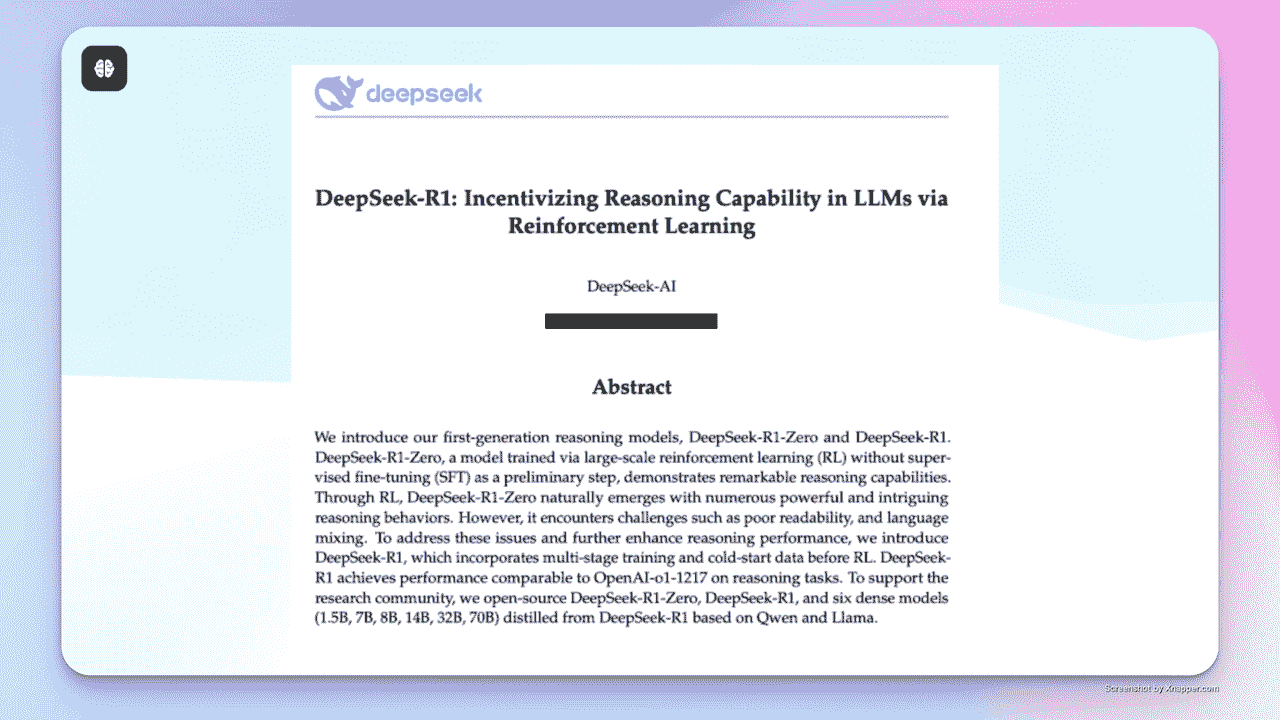 deepseek
DeepSeek-R1: Incentivizing Reasoning Capability in LLMs via
Reinforcement Learning
DeepSeek-AI
Abstract
We introduce our first-generation reasoning models, DeepSeek-R1-Zero and DeepSeek-R1.
DeepSeek-R1-Zero, a model trained via large-scale reinforcement learning (RL) without super-
vised fine-tuning (SFT) as a preliminary step, demonstrates remarkable reasoning capabilities.
Through RL, DeepSeek-R1-Zero naturally emerges with numerous powerful and intriguing
reasoning behaviors. However, it encounters challenges such as poor readability, and language
mixing. To address these issues and further enhance reasoning performance, we introduce
DeepSeek-R1, which incorporates multi-stage training and cold-start data before RL. DeepSeek-
R1 achieves performance comparable to OpenAI-o1-1217 on reasoning tasks. To support the
research community, we open-source DeepSeek-R1-Zero, DeepSeek-R1, and six dense models
(1.5B, 7B, 8B, 14B, 32B, 70B) distilled from DeepSeek-R1 based on Qwen and Llama.
Screenshot by Xnapper.com